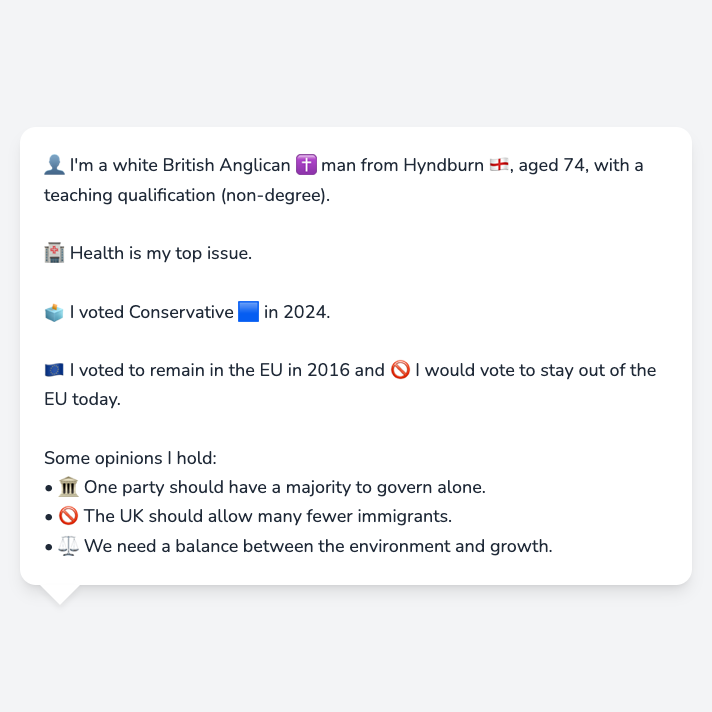 👤 I'm a white British Anglican ✝️ man from Hyndburn 🏴󠁧󠁢󠁥󠁮󠁧󠁿, aged 74, with a
teaching qualification (non-degree).
🏥 Health is my top issue.
🗳️ I voted Conservative 🟦 in 2024.
🇪🇺 I voted to remain in the EU in 2016 and 🚫 I would vote to stay out of the
EU today.
Some opinions I hold:
• 🏛️ One party should have a majority to govern alone.
• 🚫 The UK should allow many fewer immigrants.
• ⚖️ We need a balance between the environment and growth.